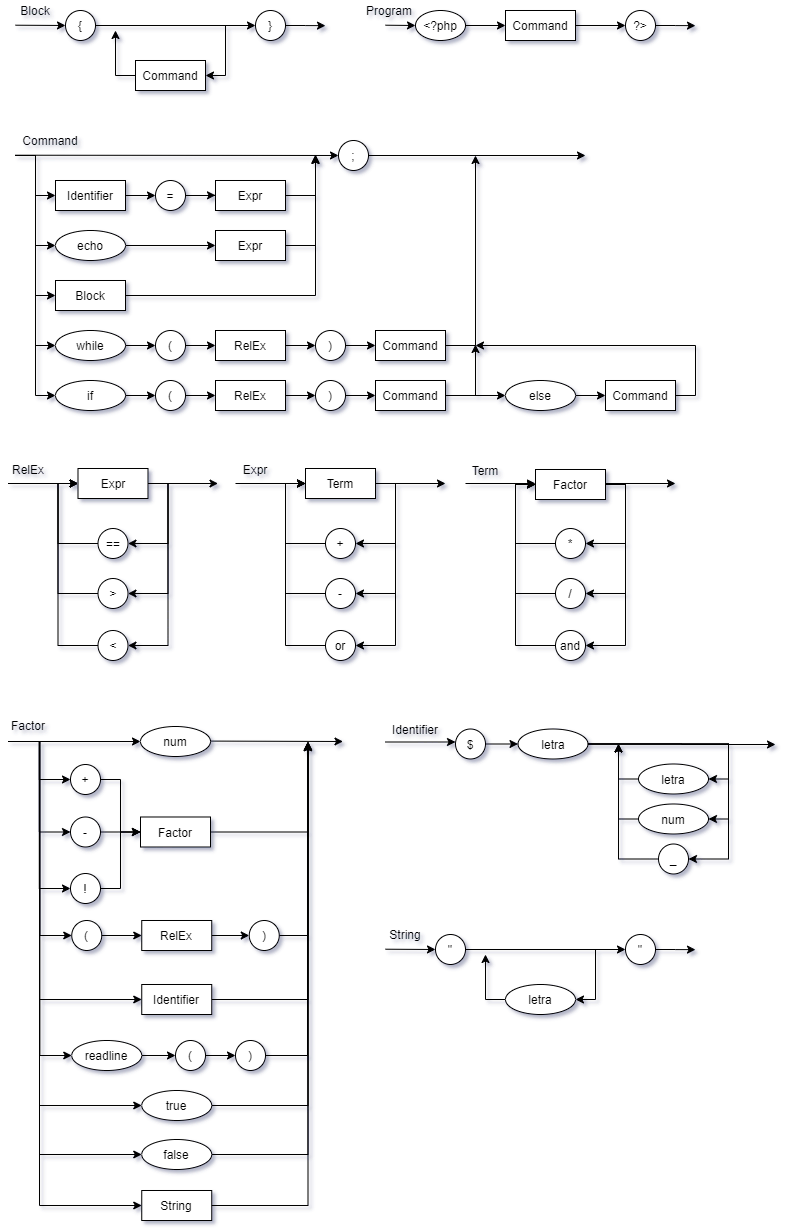 Block { } Program <?php Command ?>
Command
Command
;
Identifier = Expr
echo Expr
Block
while ( RelEx ) Command
if ( RelEx ) Command else Command
RelEx Expr Expr Term Term Factor
== + *
> - /
< or and
Factor num Identifier $ letra
+ letra
- Factor num
! _
( RelEx ) String " "
Identifier letra
readline ( )
true
false
String